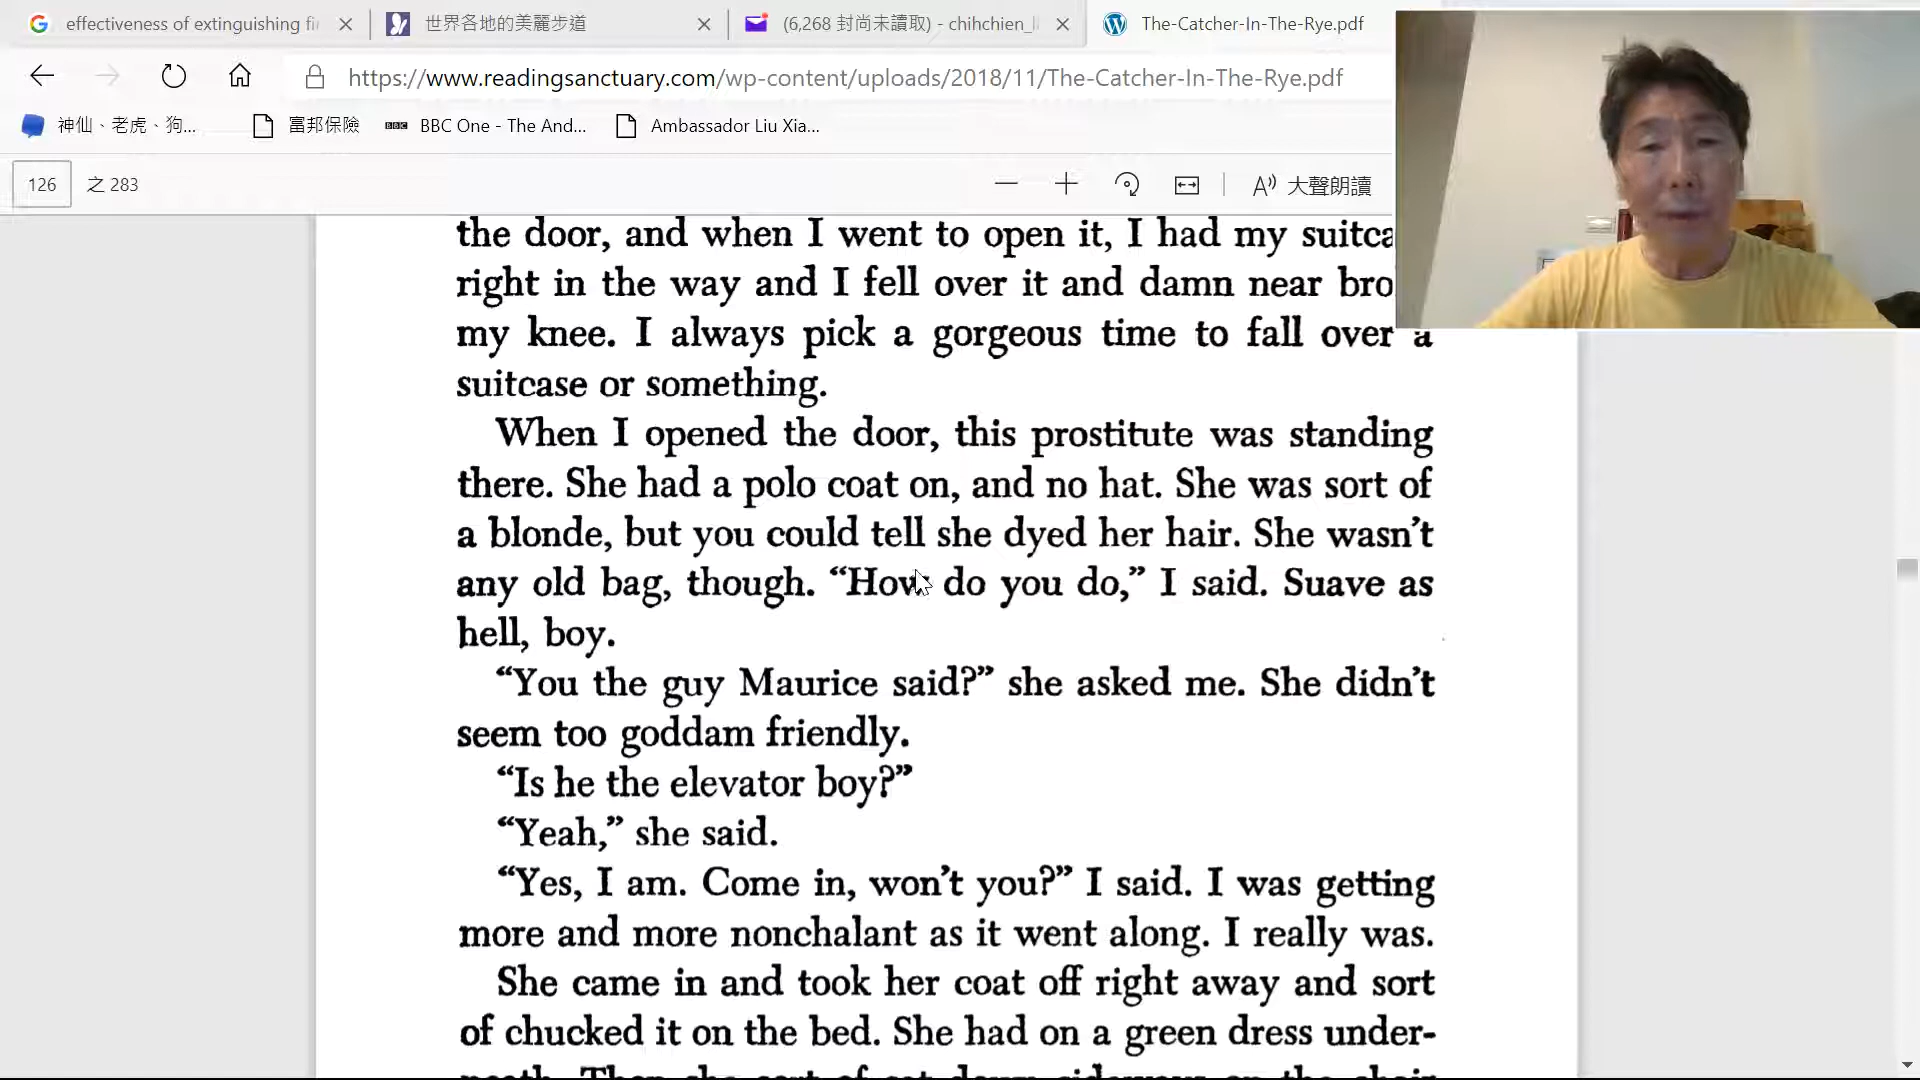 effectiveness of extinguishing fi
世界各地的美麗步道
(6,268 封尚未讀取) - chihchien_l
The-Catcher-In-The-Rye.pdf
https://www.readingsanctuary.com/wp-content/uploads/2018/11/The-Catcher-In-The-Rye.pdf
神仙、老虎、狗...
富邦保險
BBC BBC One - The And...
Ambassador Liu Xia...
126 之 283
大聲朗讀
the door, and when I went to open it, I had my suitca
right in the way and I fell over it and damn near bro
my knee. I always pick a gorgeous time to fall over a
suitcase or something.
When I opened the door, this prostitute was standing
there. She had a polo coat on, and no hat. She was sort of
a blonde, but you could tell she dyed her hair. She wasn't
any old bag, though. “How do you do,” I said. Suave as
hell, boy.
“You the guy Maurice said?” she asked me. She didn't
seem too goddam friendly.
“Is he the elevator boy?”
“Yeah,” she said.
“Yes, I am. Come in, won't you?” I said. I was getting
more and more nonchalant as it went along. I really was.
She came in and took her coat off right away and sort
of chucked it on the bed. She had on a green dress under-